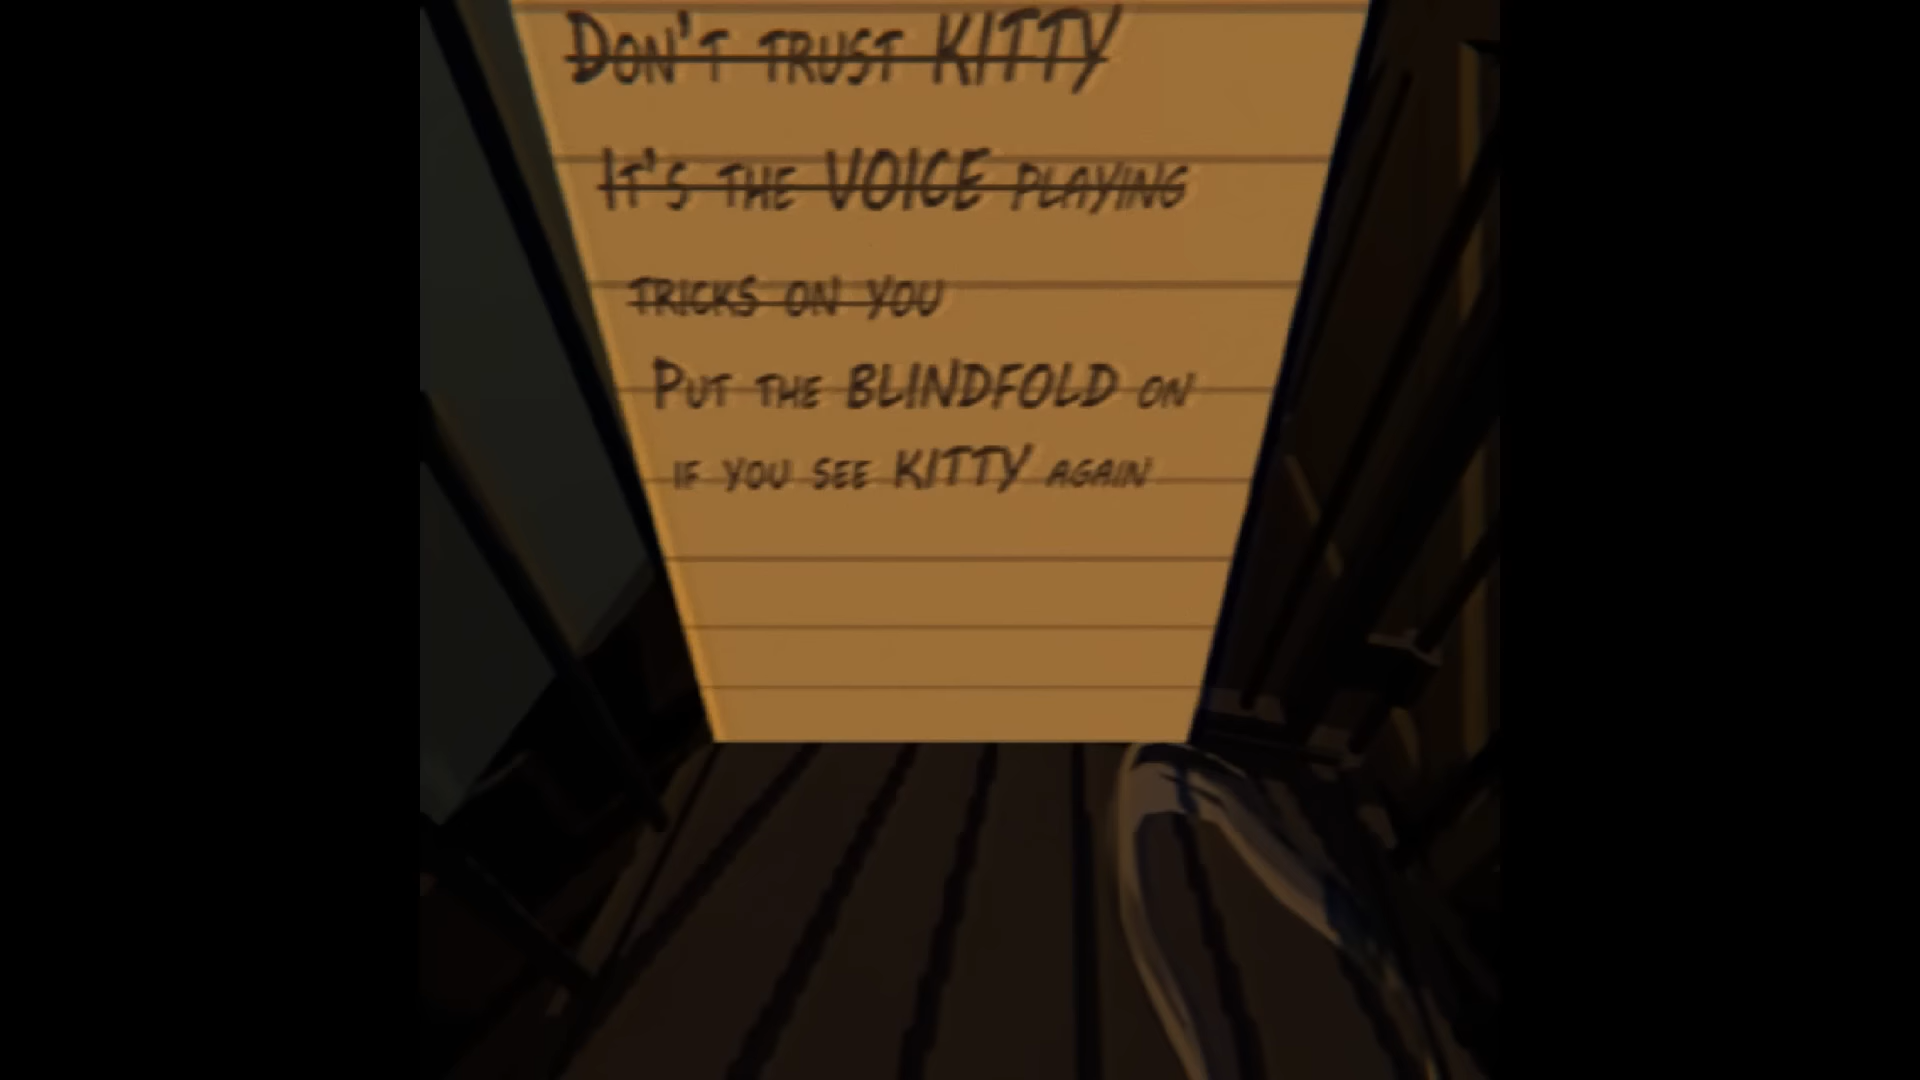 DON'T TRUST KITTY
IT'S THE VOICE PLAYING
TRICKS ON YOU
PUT THE BLINDFOLD ON
IF YOU SEE KITTY AGAIN